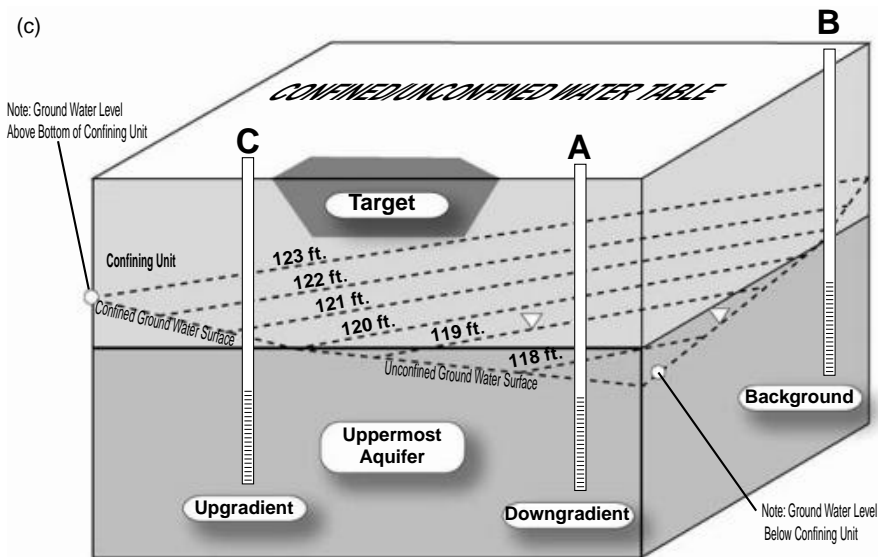 (c)
B
CONFINED/UNCONFINED WATER TABLE
Note: Ground Water Level
Above Bottom of Confining Unit
C
A
Target
Confining Unit
123 ft.
122 ft.
121 ft.
120 ft.
119 ft.
118 ft.
Confined Ground Water Surface
Unconfined Ground Water Surface
Background
Uppermost
Aquifer
Upgradient
Downgradient
Note: Ground Water Level
Below Confining Unit